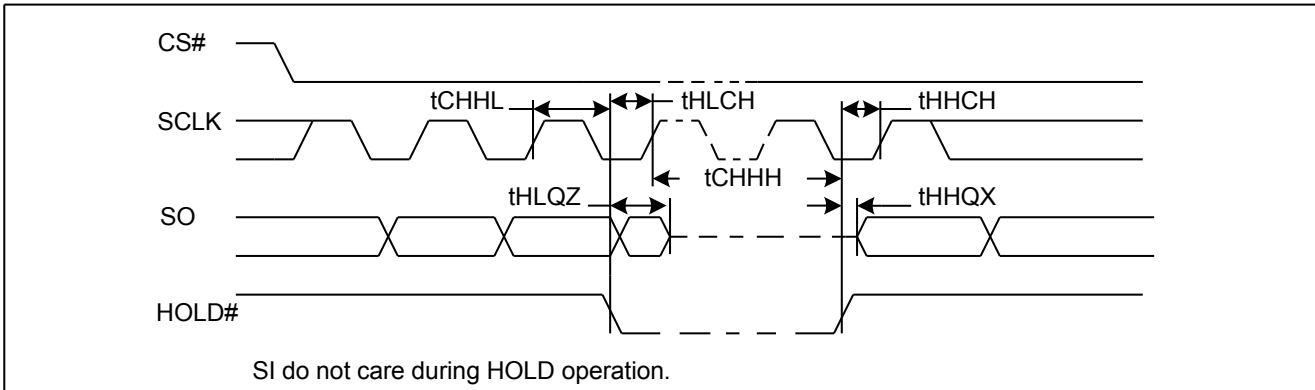 CS#
tCHHL
tHLCH
tHHCH
SCLK
tCHHH
tHLQZ
tHHQX
SO
HOLD#
SI do not care during HOLD operation.